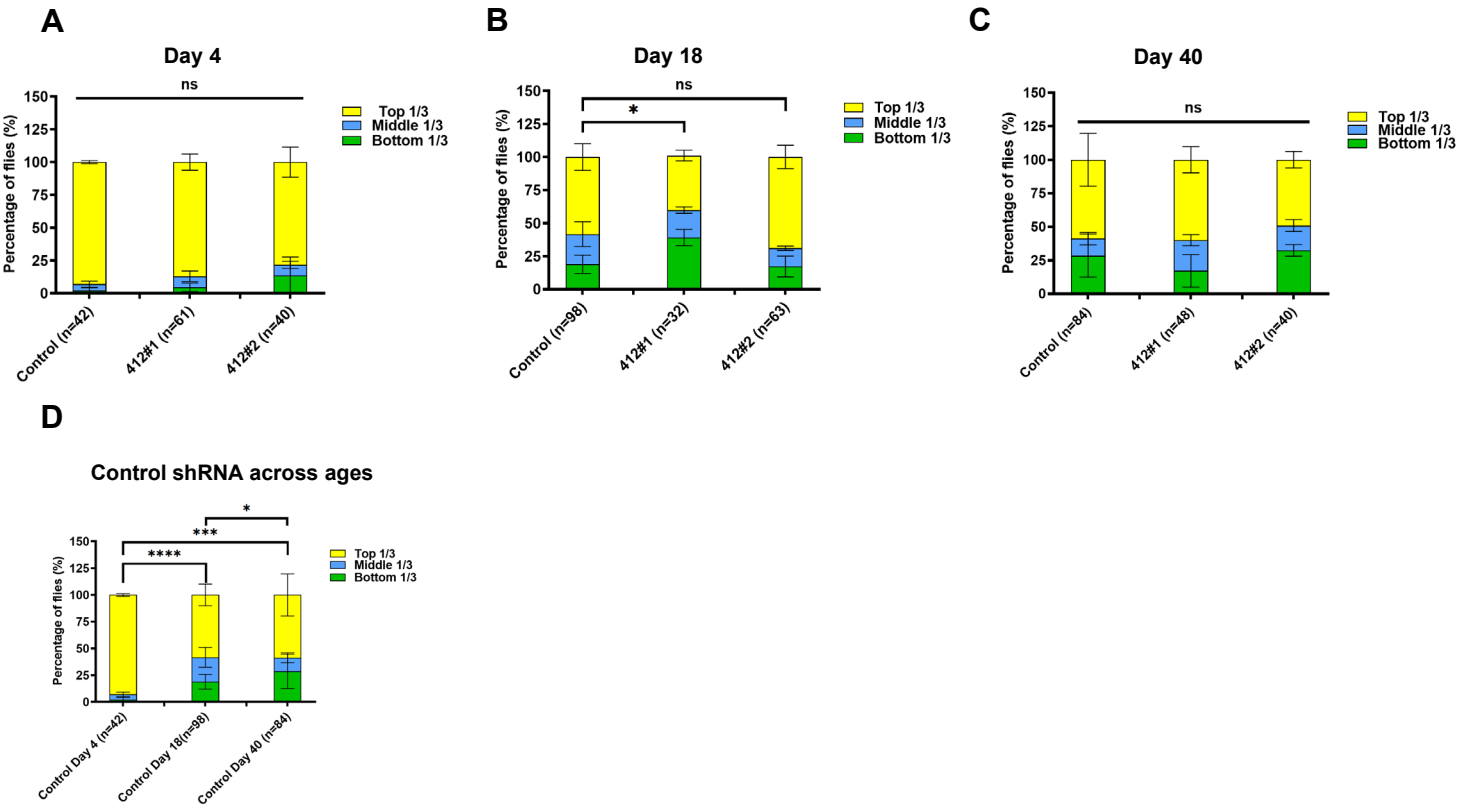 A
Day 4
ns
Percentage of flies (%)
150
125
100
75
50
25
0
Control (n=42)
412#1 (n=61)
412#2 (n=40)
Top 1/3
Middle 1/3
Bottom 1/3
B
Day 18
ns
*
Percentage of flies (%)
150
125
100
75
50
25
0
Control (n=98)
412#1 (n=32)
412#2 (n=63)
Top 1/3
Middle 1/3
Bottom 1/3
C
Day 40
ns
Percentage of flies (%)
150
125
100
75
50
25
0
Control (n=84)
412#1 (n=48)
412#2 (n=40)
Top 1/3
Middle 1/3
Bottom 1/3
D
Control shRNA across ages
*
***
****
Percentage of flies (%)
150
125
100
75
50
25
0
Control Day 4 (n=42)
Control Day 18(n=98)
Control Day 40 (n=84)
Top 1/3
Middle 1/3
Bottom 1/3